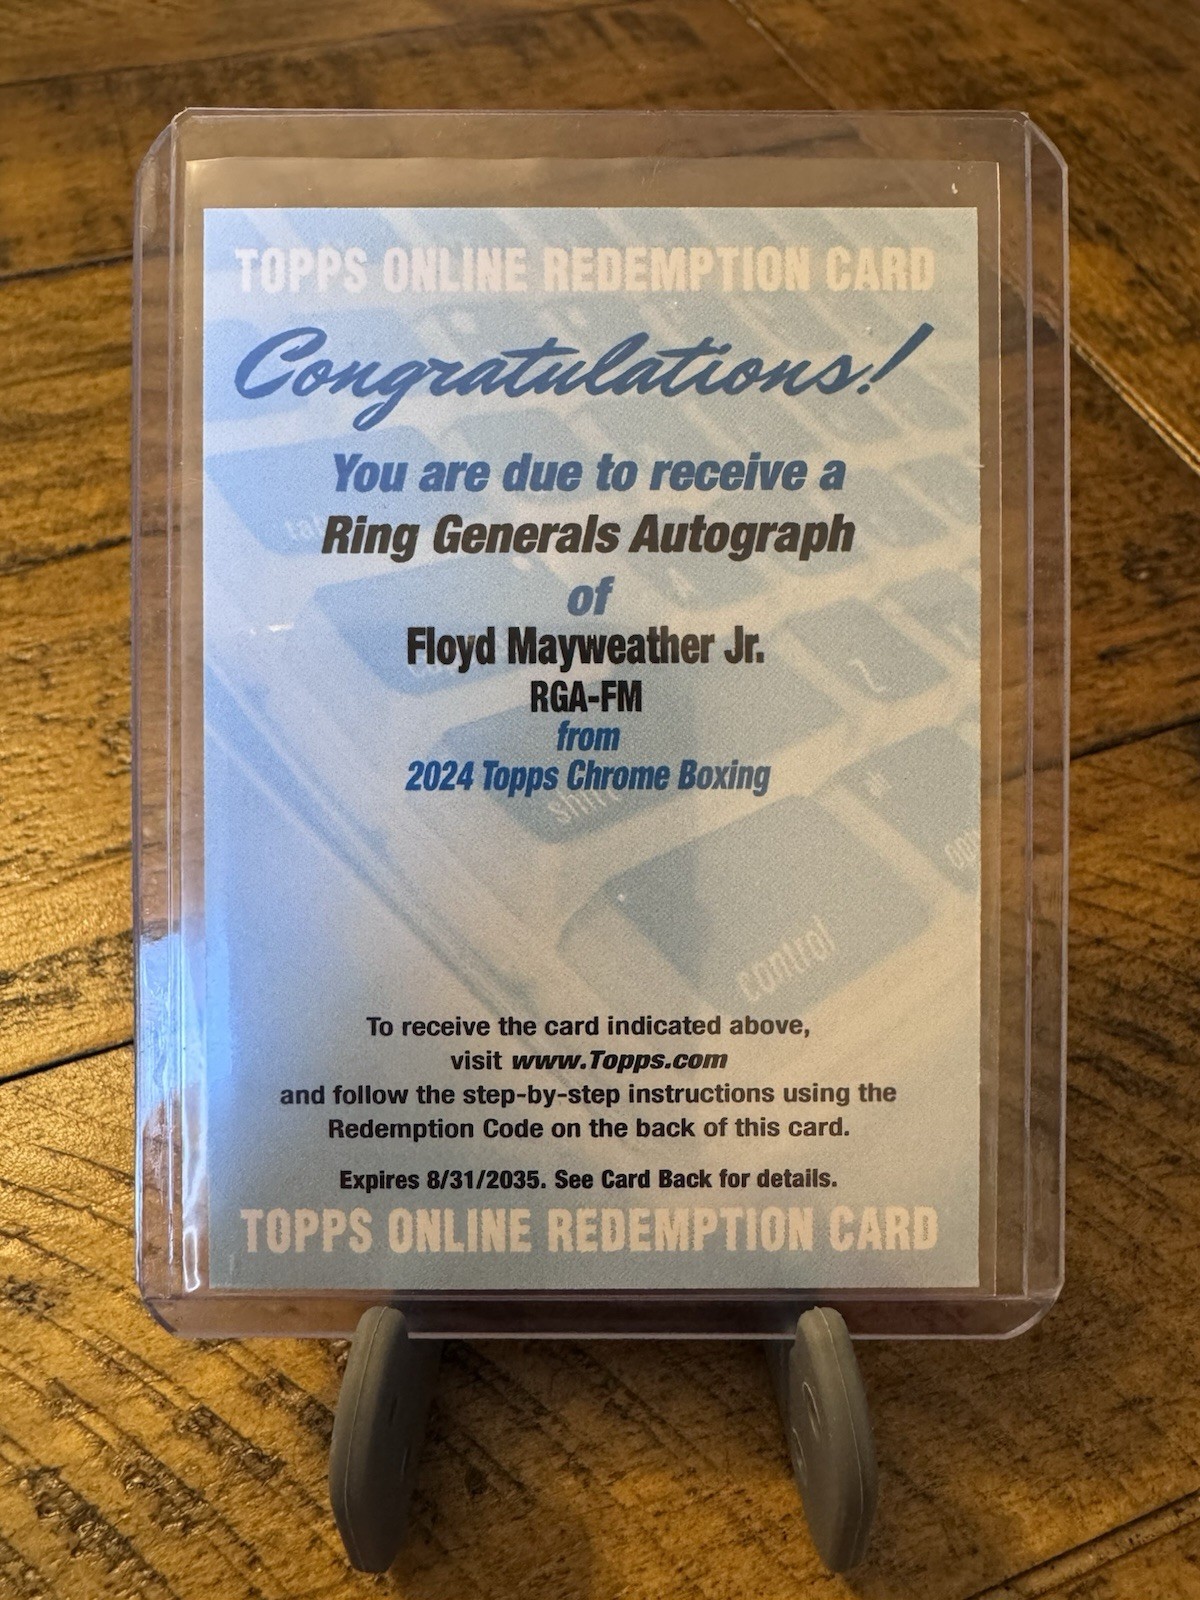 TOPPS ONLINE REDEMPTION CARD
Congratulations!
You are due to receive a
Ring Generals Autograph
of
Floyd Mayweather Jr.
RGA-FM
from
2024 Topps Chrome Boxing
shift
control
To receive the card indicated above,
visit www.Topps.com
and follow the step-by-step instructions using the
Redemption Code on the back of this card.
Expires 8/31/2035. See Card Back for details.
TOPPS ONLINE REDEMPTION CARD